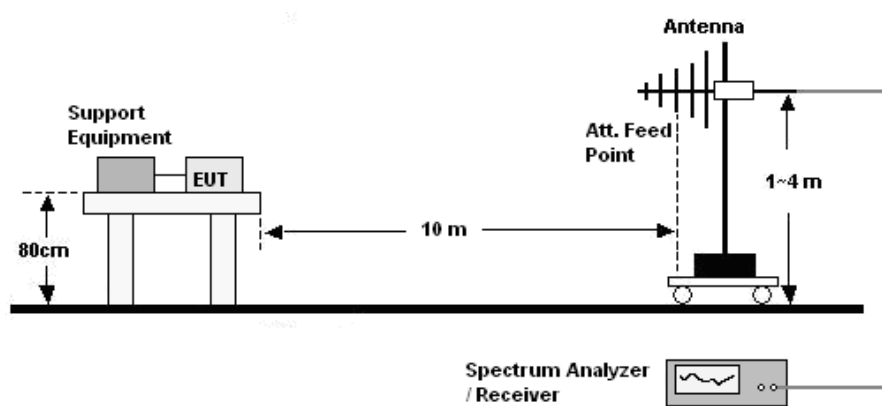 Antenna
Support
Equipment
EUT
Att. Feed
Point
1~4 m
80cm
10 m
Spectrum Analyzer
/ Receiver